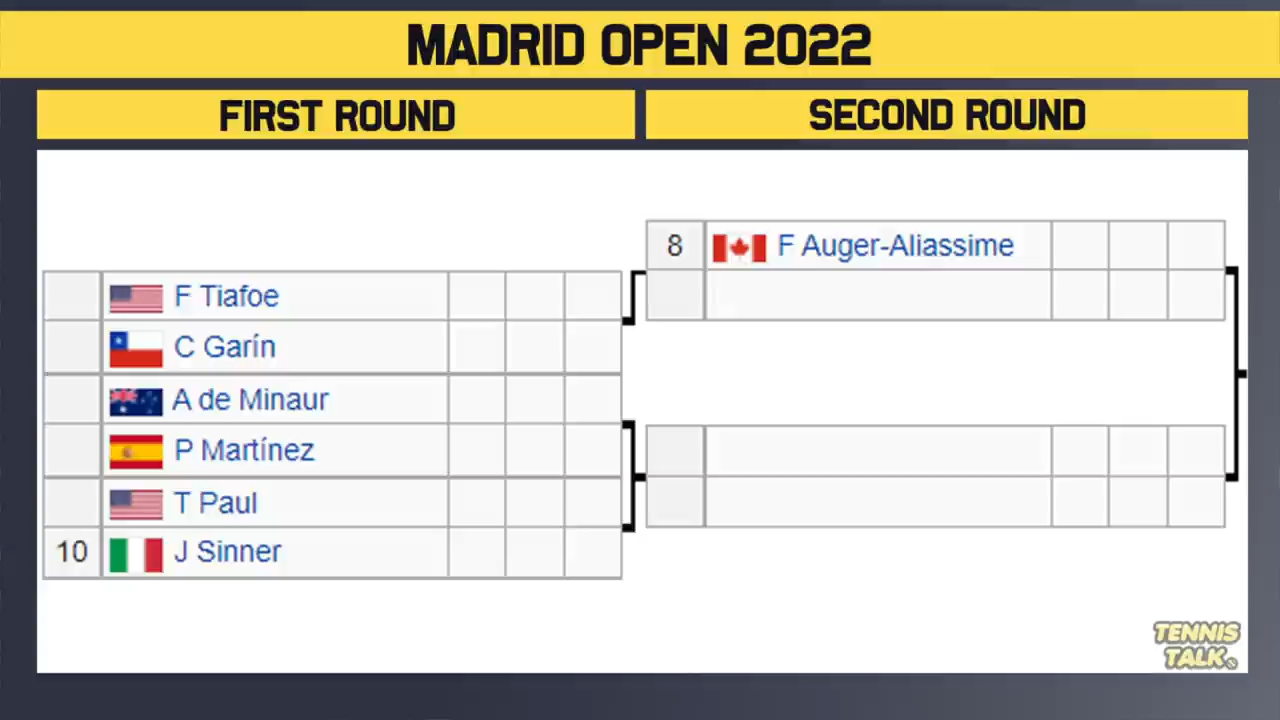 MADRID OPEN 2022
FIRST ROUND
SECOND ROUND
8 F Auger-Aliassime
F Tiafoe
C Garín
A de Minaur
P Martínez
T Paul
10 J Sinner
TENNIS
TALK